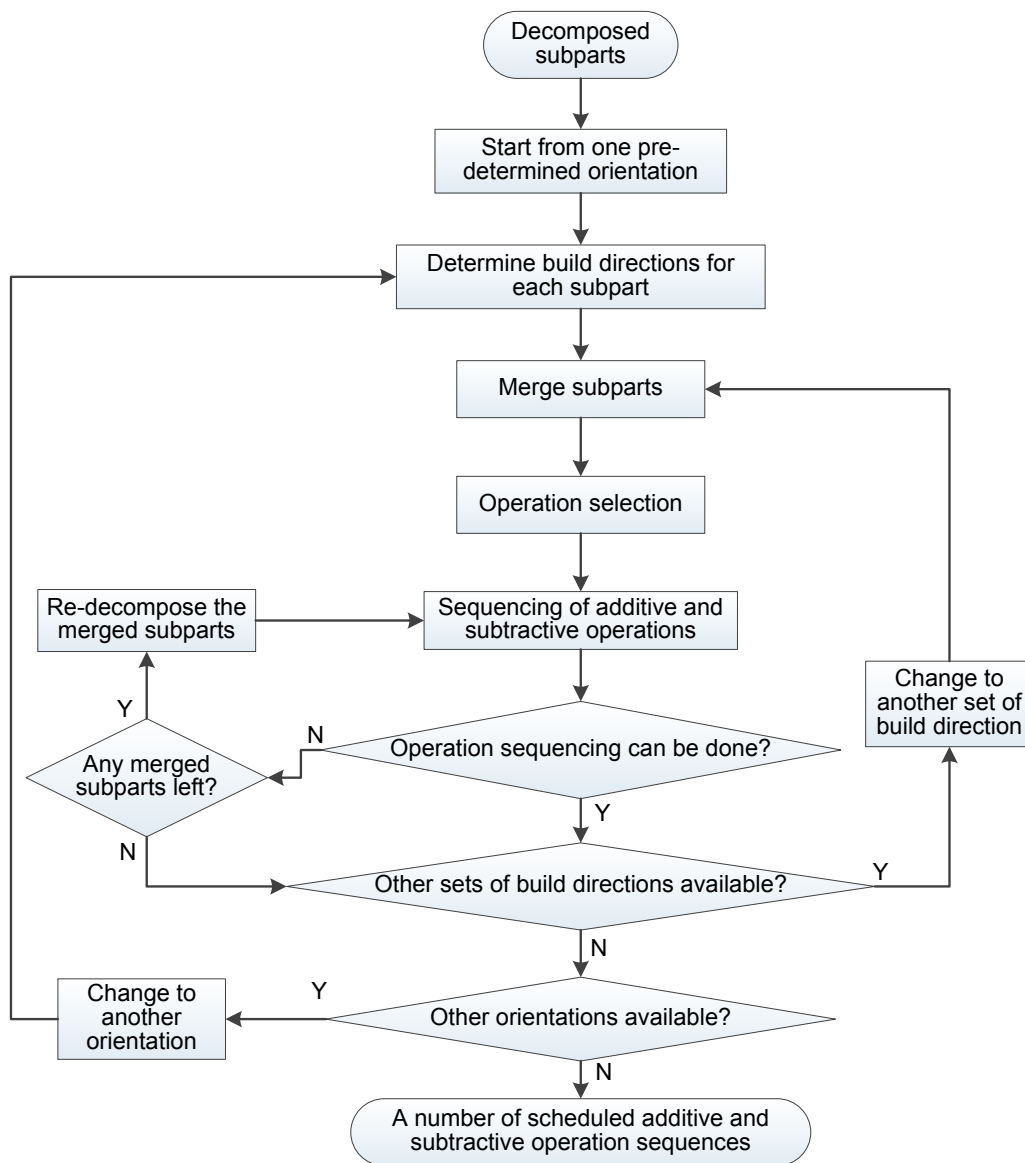 Decomposed
subparts
Start from one pre-
determined orientation
Determine build directions for
each subpart
Merge subparts
Operation selection
Re-decompose the
merged subparts
Sequencing of additive and
subtractive operations
Change to
another set of
build direction
Y
N
Operation sequencing can be done?
Any merged
subparts left?
Y
N
Other sets of build directions available?
Y
N
Change to
another
orientation
Y
Other orientations available?
N
A number of scheduled additive and
subtractive operation sequences